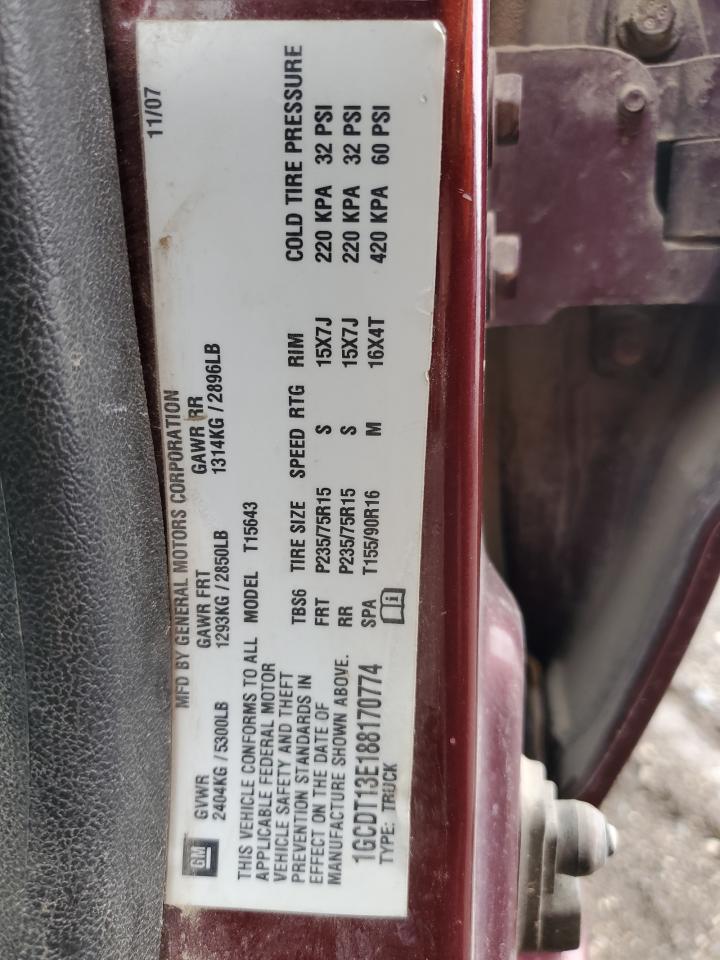 MFD BY GENERAL MOTORS CORPORATION 11/07
GM
GVWR GAWR FRT GAWR RR
2404KG/5300LB 1293KG/2850LB 1314KG/2896LB
THIS VEHICLE CONFORMS TO ALL
APPLICABLE FEDERAL MOTOR
VEHICLE SAFETY AND THEFT
PREVENTION STANDARDS IN
EFFECT ON THE DATE OF
MANUFACTURE SHOWN ABOVE.
1GCDT13E188170774
TYPE: TRUCK
MODEL T15643
TBS6 TIRE SIZE SPEED RTG RIM COLD TIRE PRESSURE
FRT P235/75R15 S 15X7J 220 KPA 32 PSI
RR P235/75R15 S 15X7J 220 KPA 32 PSI
SPA T155/90R16 M 16X4T 420 KPA 60 PSI